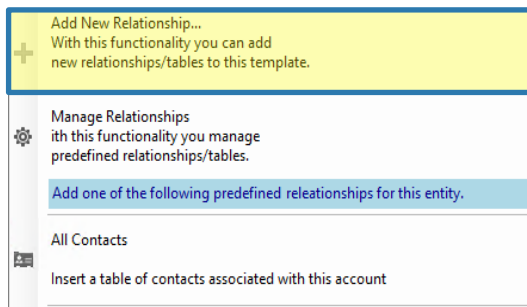 Add New Relationship...
With this functionality you can add
new relationships/tables to this template.
Manage Relationships
ith this functionality you manage
predefined relationships/tables.
Add one of the following predefined releationships for this entity.
All Contacts
Insert a table of contacts associated with this account